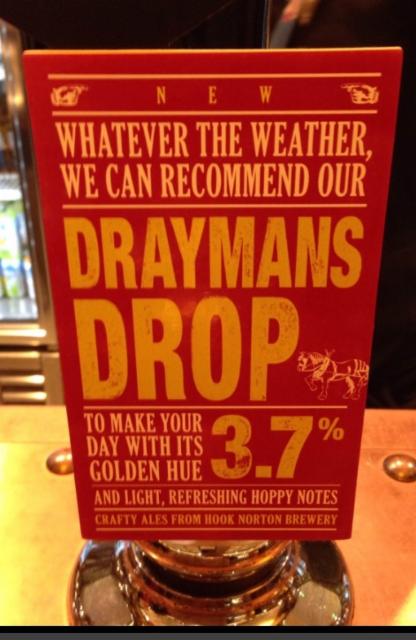 NEW
WHATEVER THE WEATHER,
WE CAN RECOMMEND OUR
DRAYMANS
DROP
TO MAKE YOUR
DAY WITH ITS
GOLDEN HUE
3.7%
AND LIGHT, REFRESHING HOPPY NOTES
CRAFTY ALES FROM HOOK NORTON BREWERY